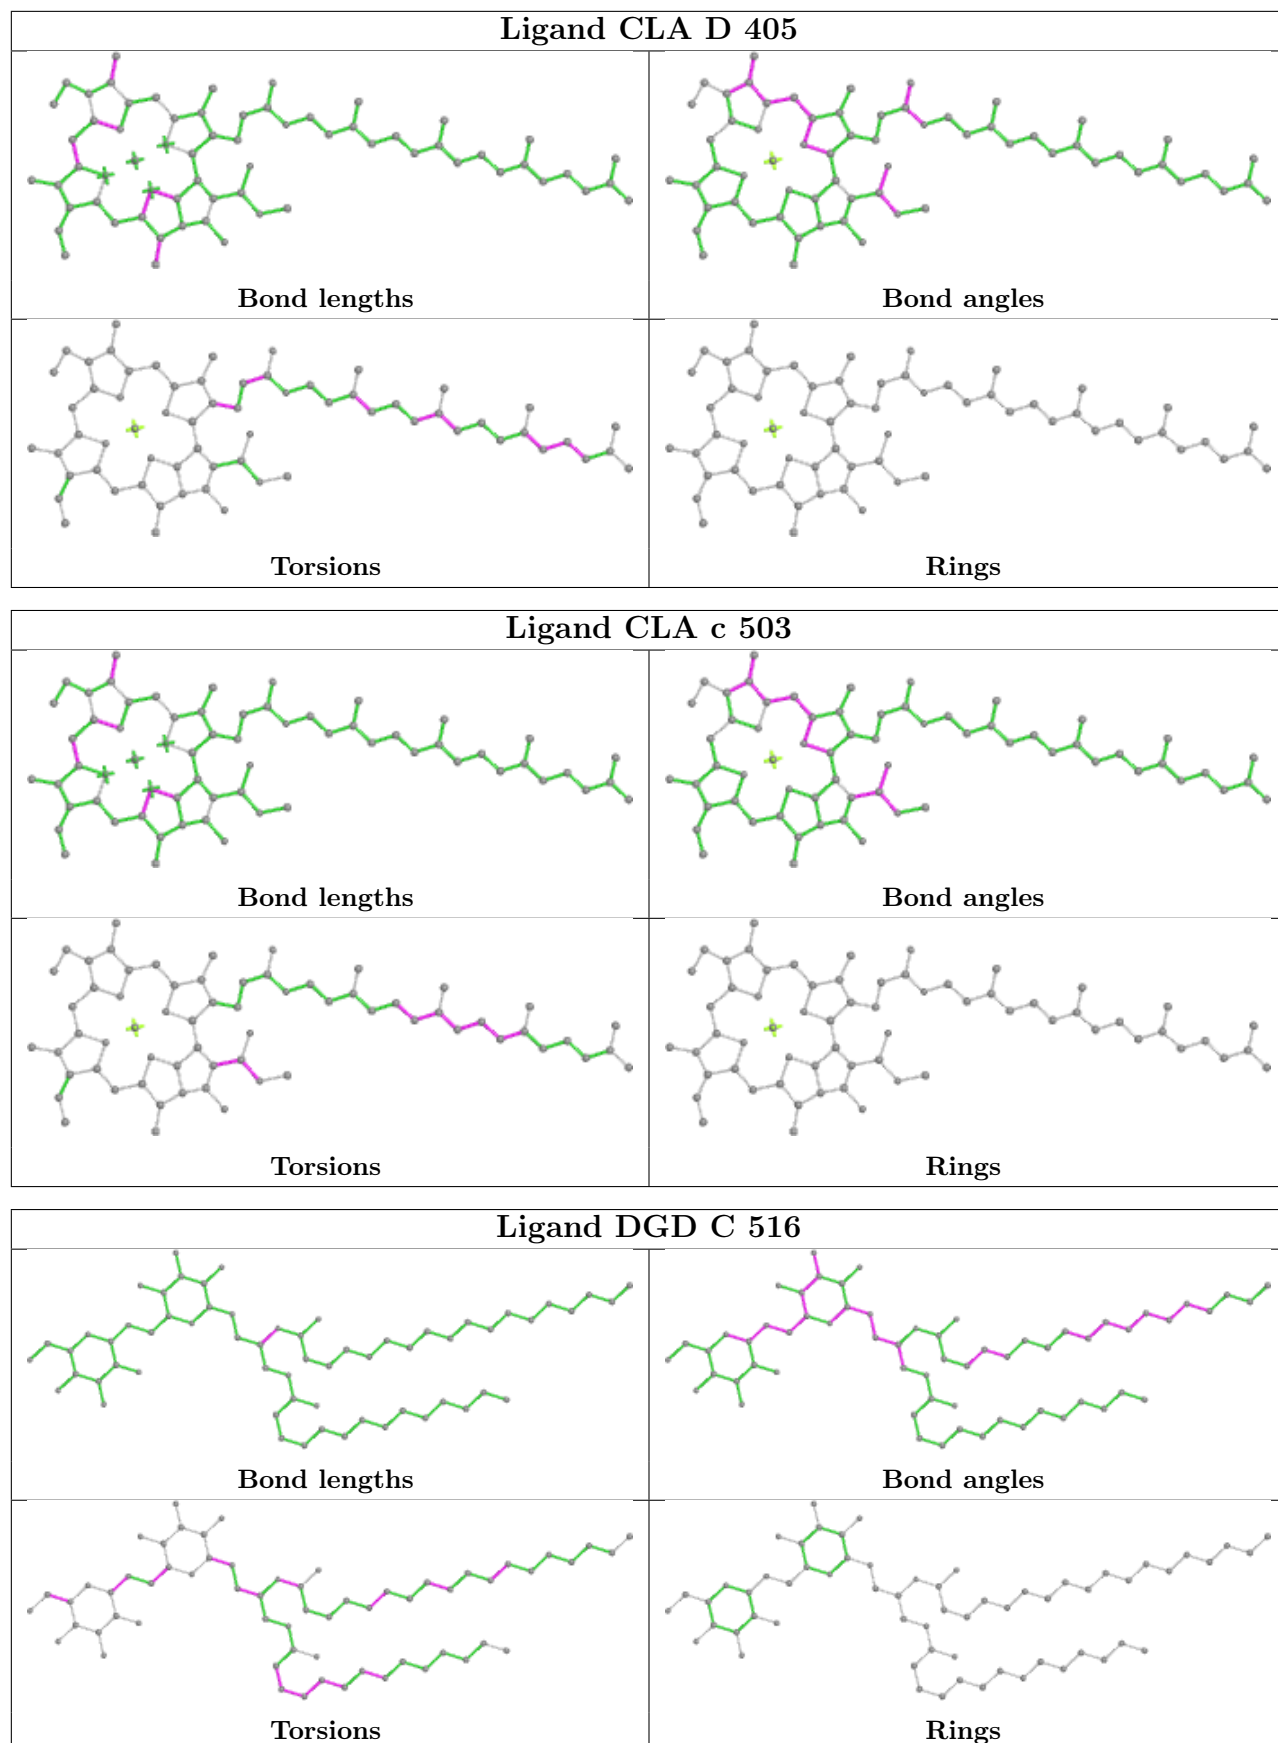 Ligand CLA D 405
Bond lengths
Bond angles
Torsions
Rings
Ligand CLA c 503
Bond lengths
Bond angles
Torsions
Rings
Ligand DGD C 516
Bond lengths
Bond angles
Torsions
Rings